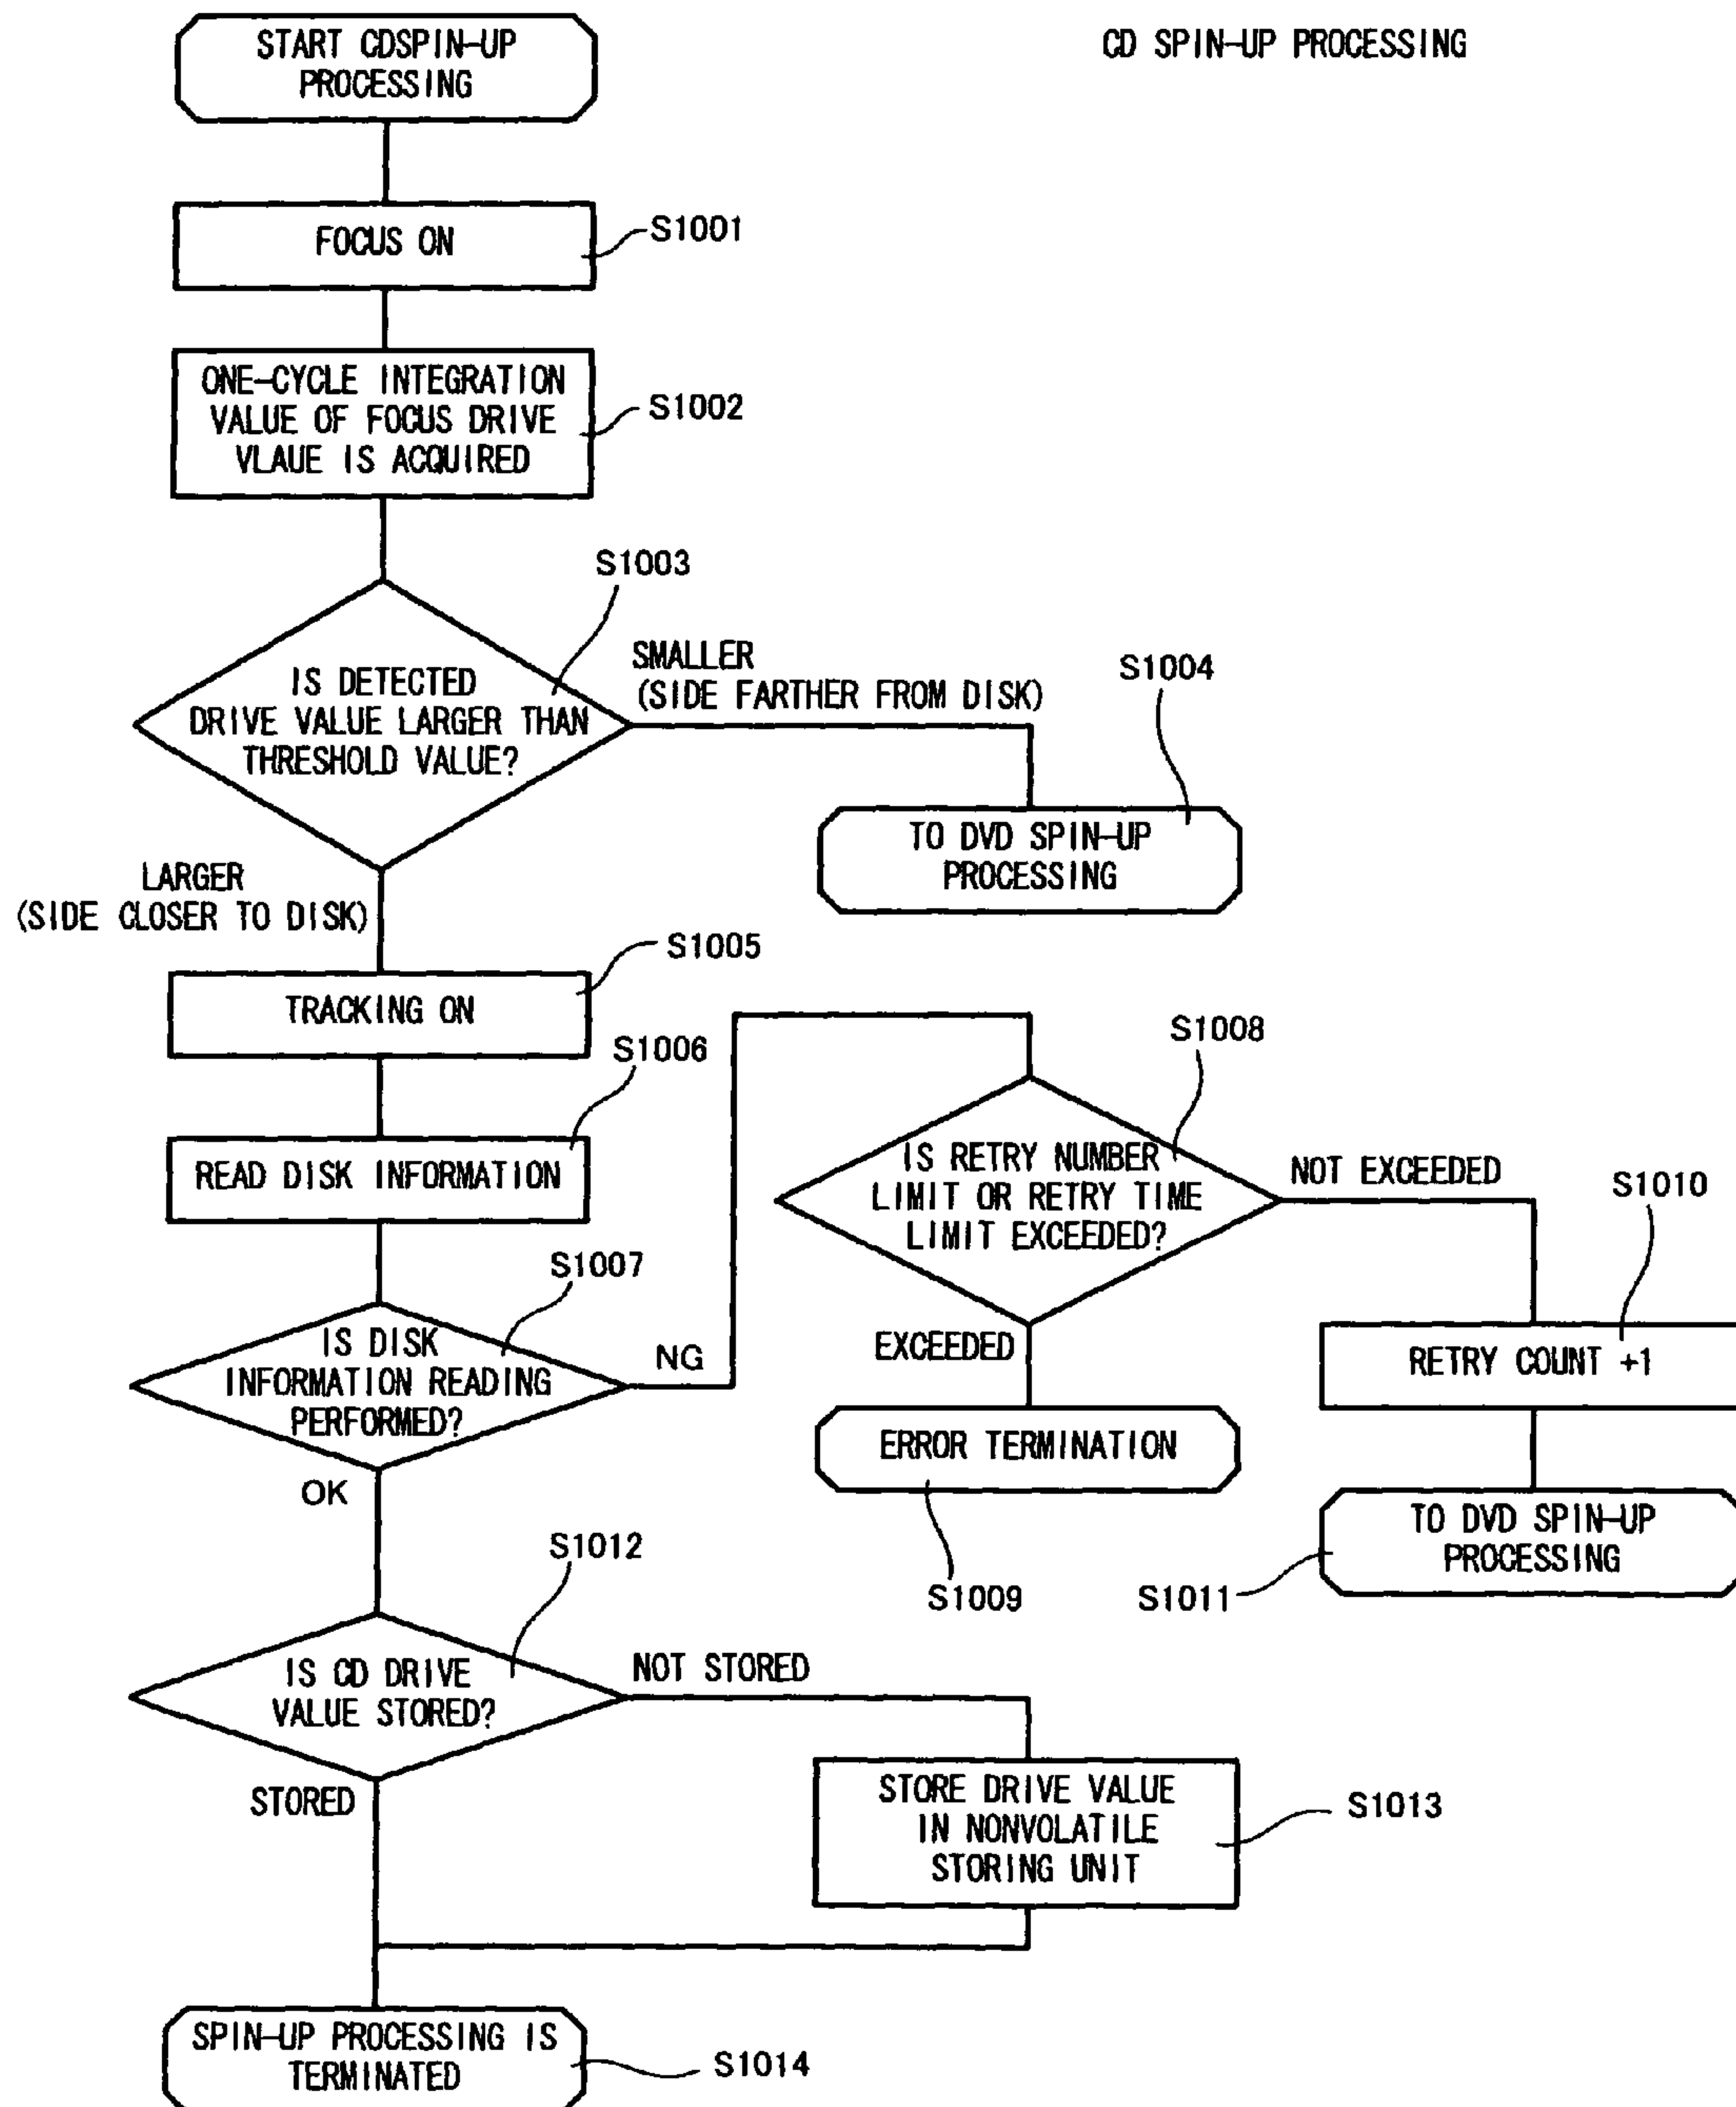 START CDSPIN-UP
PROCESSING
CD SPIN-UP PROCESSING
FOCUS ON
S1001
ONE-CYCLE INTEGRATION
VALUE OF FOCUS DRIVE
VLAUE IS ACQUIRED
S1002
S1003
IS DETECTED
DRIVE VALUE LARGER THAN
THRESHOLD VALUE?
SMALLER
(SIDE FARTHER FROM DISK)
S1004
TO DVD SPIN-UP
PROCESSING
LARGER
(SIDE CLOSER TO DISK)
S1005
TRACKING ON
S1006
READ DISK INFORMATION
S1007
IS DISK
INFORMATION READING
PERFORMED?
NG
S1008
IS RETRY NUMBER
LIMIT OR RETRY TIME
LIMIT EXCEEDED?
NOT EXCEEDED
S1010
EXCEEDED
RETRY COUNT +1
ERROR TERMINATION
S1009
TO DVD SPIN-UP
PROCESSING
S1011
OK
S1012
IS CD DRIVE
VALUE STORED?
NOT STORED
STORED
STORE DRIVE VALUE
IN NONVOLATILE
STORING UNIT
S1013
SPIN-UP PROCESSING IS
TERMINATED
S1014